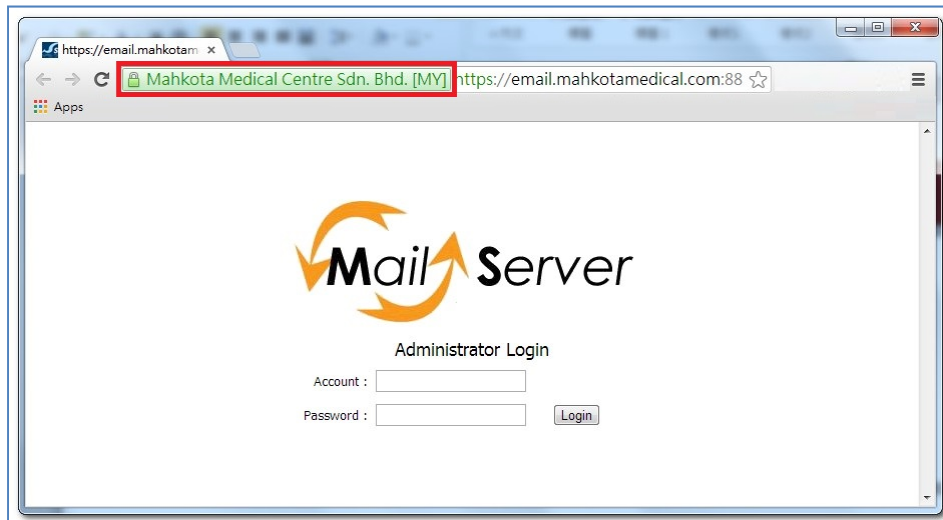 https://email.mahkotam
Mahkota Medical Centre Sdn. Bhd. [MY] https://email.mahkotamedical.com:88
Apps
Mail Server
Administrator Login
Account :
Password :
Login